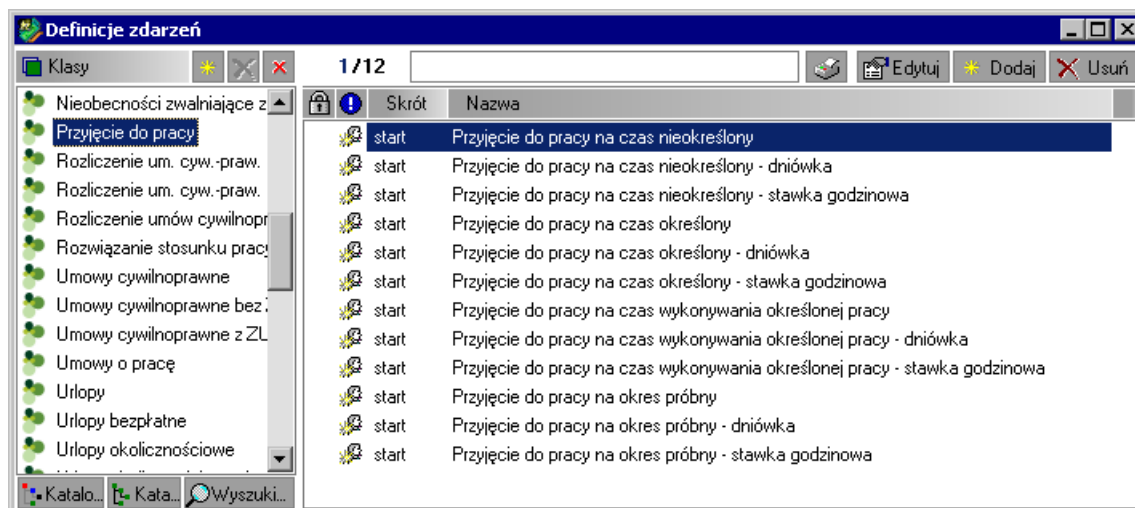 Definicje zdarzeń
Klasy
1/12
Edytuj
Dodaj
Usuń
Skrót Nazwa
Nieobecności zwalniające z
Przyjęcie do pracy
Rozliczenie um. cyw.-praw.
Rozliczenie um. cyw.-praw.
Rozliczenie umów cywilnopr
Rozwiązanie stosunku pracy
Umowy cywilnoprawne
Umowy cywilnoprawne bez
Umowy cywilnoprawne z ZU
Umowy o pracę
Urlopy
Urlopy bezpłatne
Urlopy okolicznościowe
start Przyjęcie do pracy na czas nieokreślony
start Przyjęcie do pracy na czas nieokreślony - dniówka
start Przyjęcie do pracy na czas nieokreślony - stawka godzinowa
start Przyjęcie do pracy na czas określony
start Przyjęcie do pracy na czas określony - dniówka
start Przyjęcie do pracy na czas określony - stawka godzinowa
start Przyjęcie do pracy na czas wykonywania określonej pracy
start Przyjęcie do pracy na czas wykonywania określonej pracy - dniówka
start Przyjęcie do pracy na czas wykonywania określonej pracy - stawka godzinowa
start Przyjęcie do pracy na okres próbny
start Przyjęcie do pracy na okres próbny - dniówka
start Przyjęcie do pracy na okres próbny - stawka godzinowa
Katalo...
Kata...
Wyszuki...